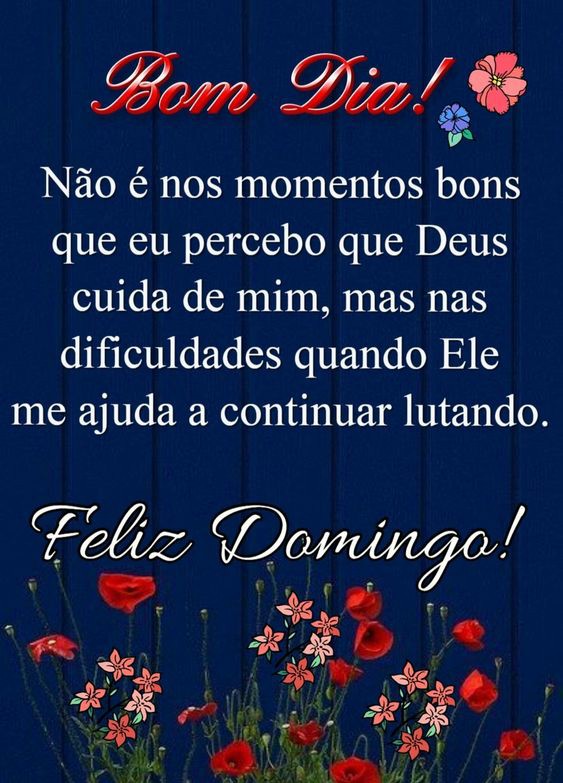 Bom Dia!
Não é nos momentos bons
que eu percebo que Deus
cuida de mim, mas nas
dificuldades quando Ele
me ajuda a continuar lutando.
Feliz Domingo!